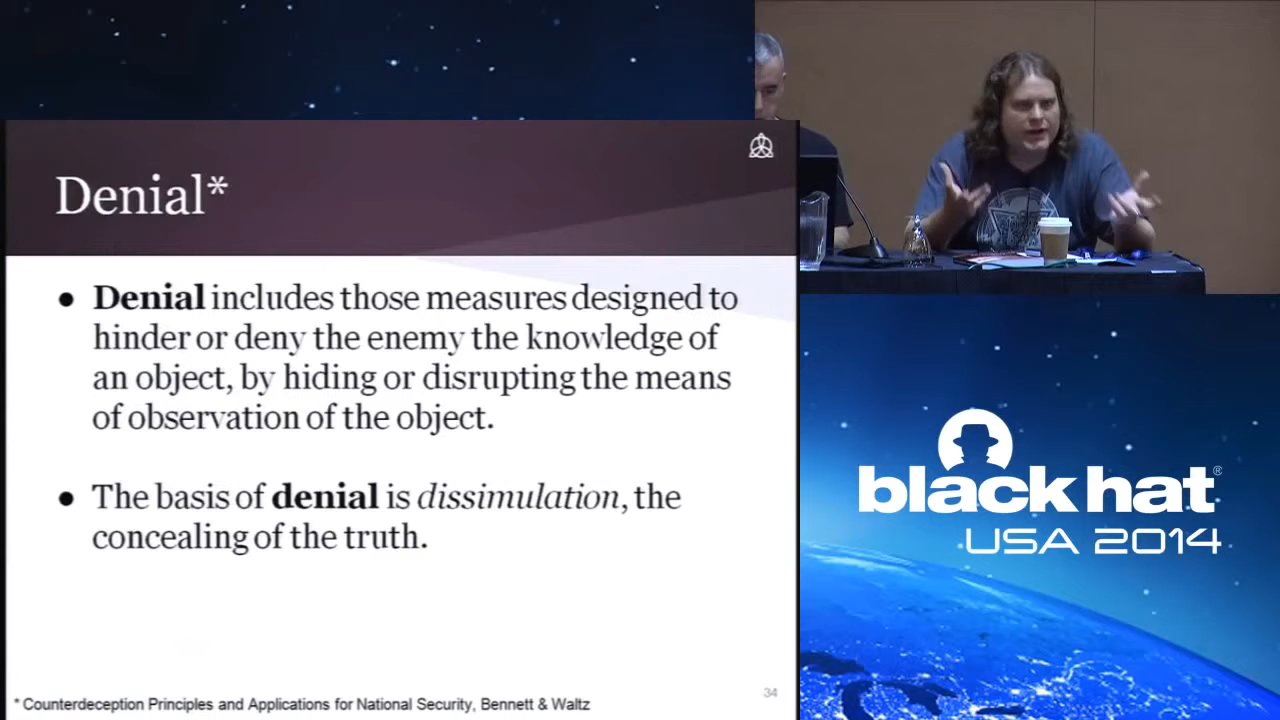 Denial*
● Denial includes those measures designed to
hinder or deny the enemy the knowledge of
an object, by hiding or disrupting the means
of observation of the object.
● The basis of denial is dissimulation, the
concealing of the truth.
* Counterdeception Principles and Applications for National Security, Bennett & Waltz
34
black hat®
USA 2014